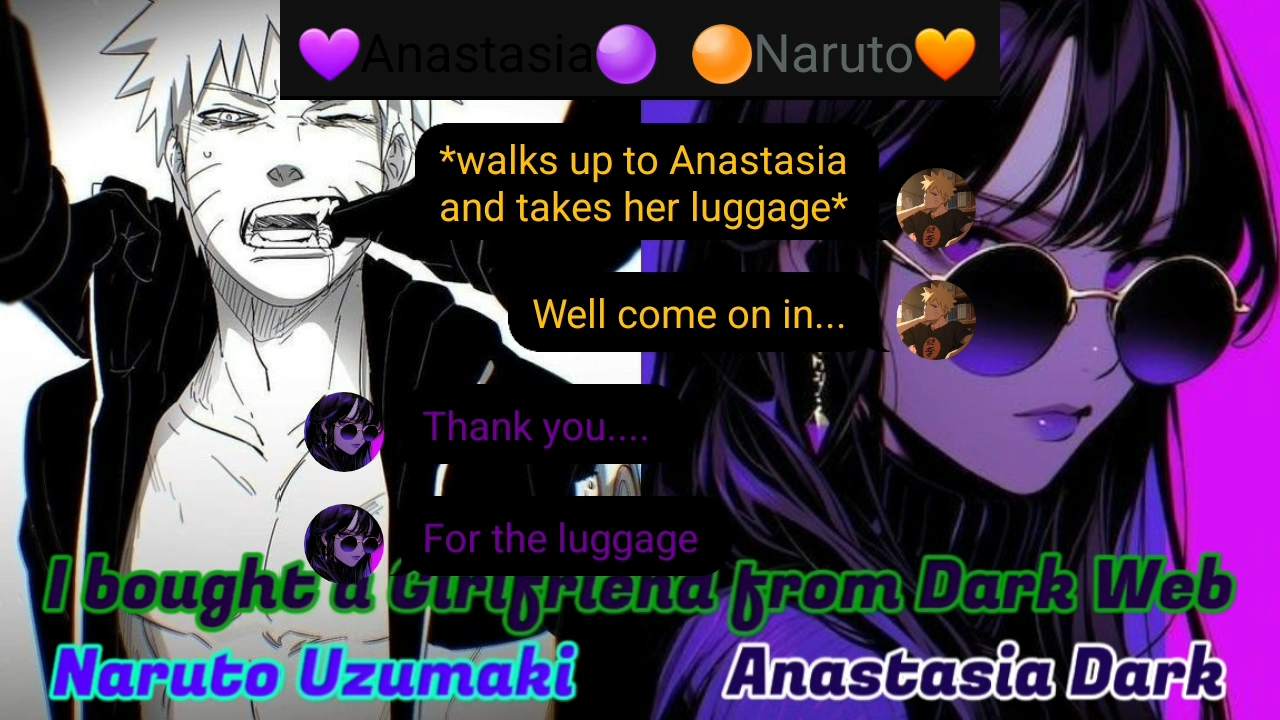 💜Anastasia🟣 🟠Naruto🧡
*walks up to Anastasia
and takes her luggage*
Well come on in...
Thank you....
For the luggage
I bought a Girlfriend from Dark Web
Naruto Uzumaki
Anastasia Dark